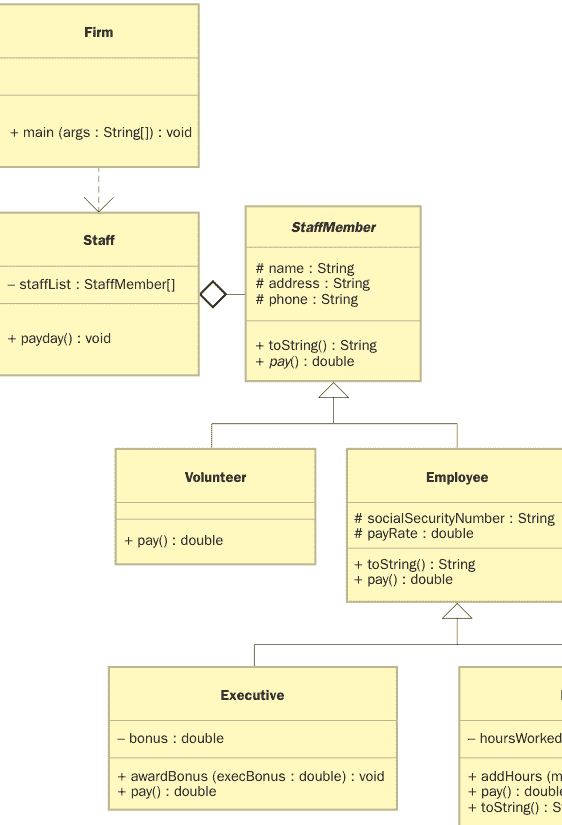 Firm
+ main (args : String[]) : void
Staff
– staffList : StaffMember[]
+ payday() : void
StaffMember
# name : String
# address : String
# phone : String
+ toString() : String
+ pay() : double
Volunteer
+ pay() : double
Employee
# socialSecurityNumber : String
# payRate : double
+ toString() : String
+ pay() : double
Executive
– bonus : double
+ awardBonus (execBonus : double) : void
+ pay() : double
– hoursWorked
+ addHours (
+ pay() :
+ toString() :